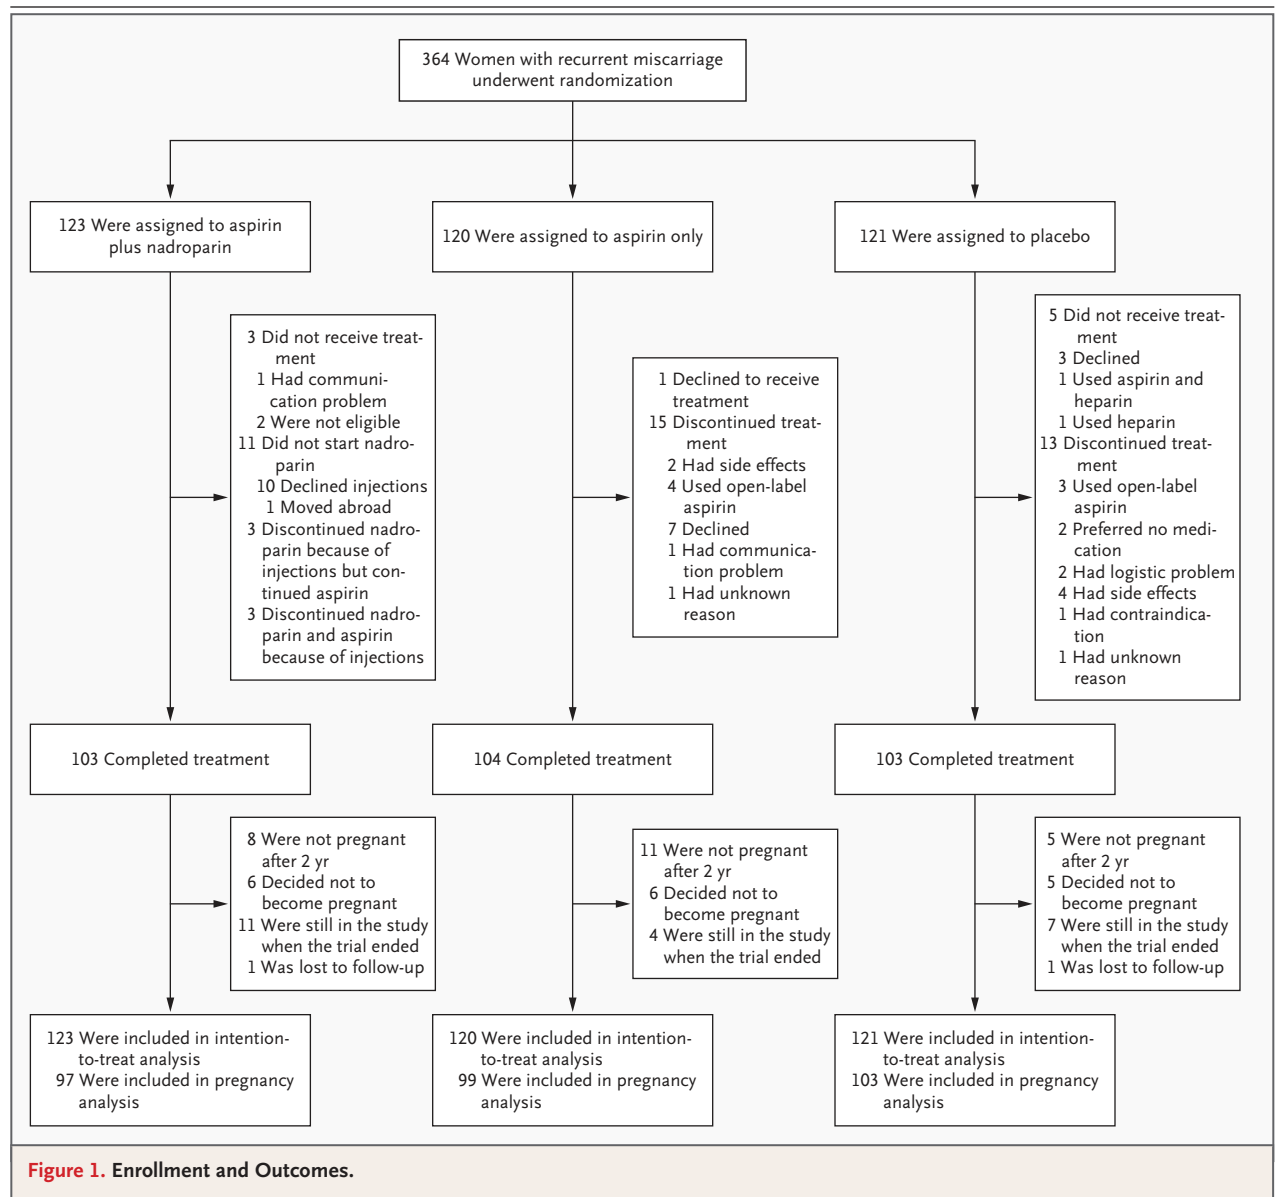 364 Women with recurrent miscarriage
underwent randomization
123 Were assigned to aspirin
plus nadroparin
120 Were assigned to aspirin only
121 Were assigned to placebo
3 Did not receive treat-
ment
1 Had communi-
cation problem
2 Were not eligible
11 Did not start nadro-
parin
10 Declined injections
1 Moved abroad
3 Discontinued nadro-
parin because of
injections but con-
tinued aspirin
3 Discontinued nadro-
parin and aspirin
because of injections
1 Declined to receive
treatment
15 Discontinued treat-
ment
2 Had side effects
4 Used open-label
aspirin
7 Declined
1 Had communica-
tion problem
1 Had unknown
reason
5 Did not receive treat-
ment
3 Declined
1 Used aspirin and
heparin
1 Used heparin
13 Discontinued treat-
ment
3 Used open-label
aspirin
2 Preferred no medi-
cation
2 Had logistic problem
4 Had side effects
1 Had contraindica-
tion
1 Had unknown
reason
103 Completed treatment
104 Completed treatment
103 Completed treatment
8 Were not pregnant
after 2 yr
6 Decided not to
become pregnant
11 Were still in the study
when the trial ended
1 Was lost to follow-up
11 Were not pregnant
after 2 yr
6 Decided not to
become pregnant
4 Were still in the study
when the trial ended
5 Were not pregnant
after 2 yr
5 Decided not to
become pregnant
7 Were still in the study
when the trial ended
1 Was lost to follow-up
123 Were included in intention-
to-treat analysis
97 Were included in pregnancy
analysis
120 Were included in intention-
to-treat analysis
99 Were included in pregnancy
analysis
121 Were included in intention-
to-treat analysis
103 Were included in pregnancy
analysis
Figure 1. Enrollment and Outcomes.